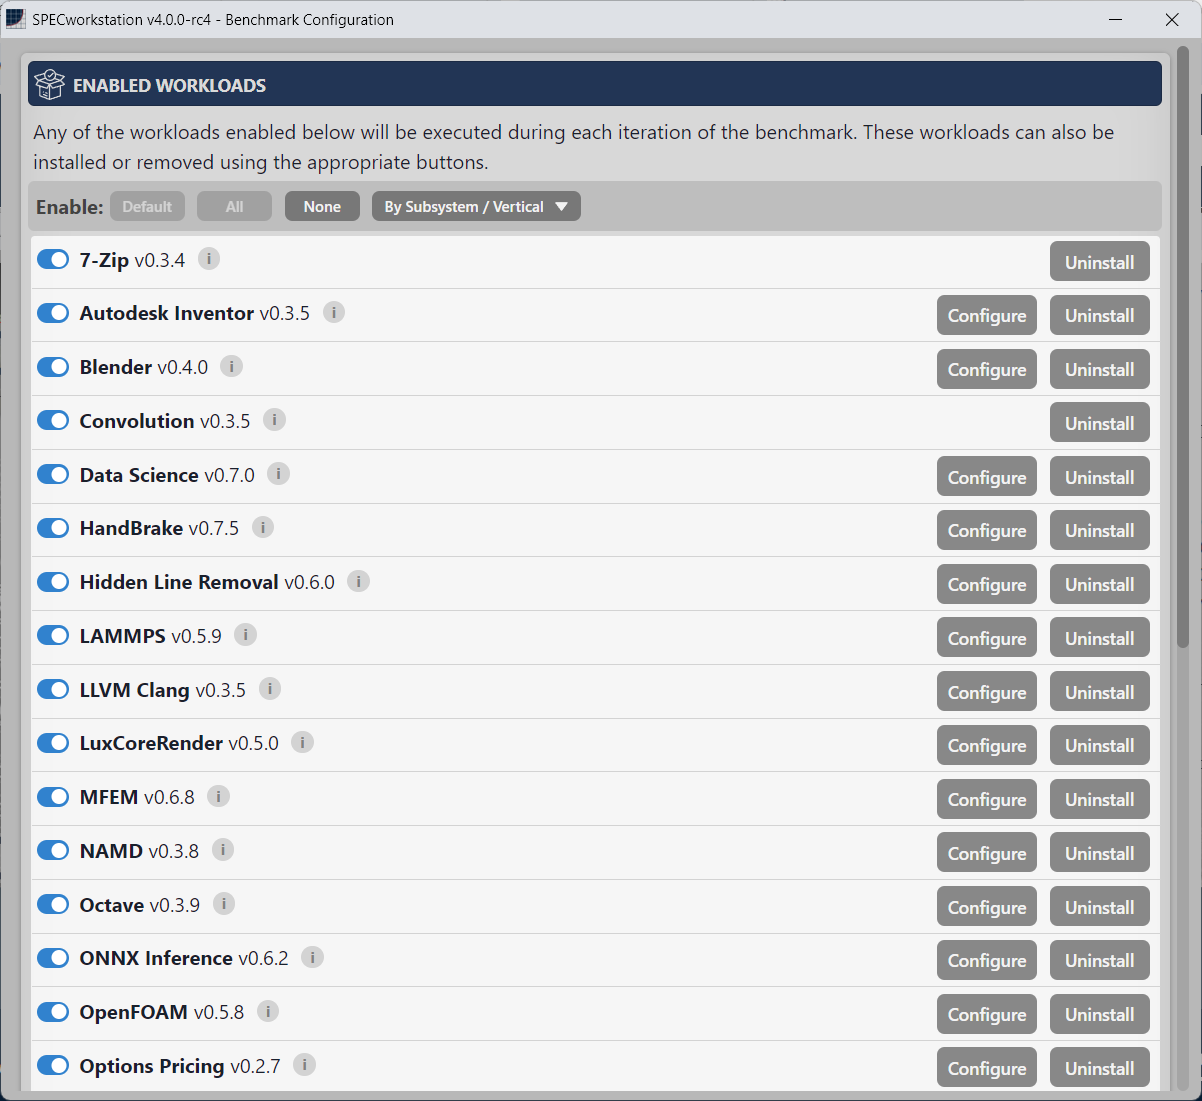 SPECworkstation v4.0.0-rc4 - Benchmark Configuration
ENABLED WORKLOADS
Any of the workloads enabled below will be executed during each iteration of the benchmark. These workloads can also be
installed or removed using the appropriate buttons.
Enable: Default All None By Subsystem / Vertical
7-Zip v0.3.4 i Uninstall
Autodesk Inventor v0.3.5 i Configure Uninstall
Blender v0.4.0 i Configure Uninstall
Convolution v0.3.5 i Uninstall
Data Science v0.7.0 i Configure Uninstall
HandBrake v0.7.5 i Configure Uninstall
Hidden Line Removal v0.6.0 i Configure Uninstall
LAMMPS v0.5.9 i Configure Uninstall
LLVM Clang v0.3.5 i Configure Uninstall
LuxCoreRender v0.5.0 i Configure Uninstall
MFEM v0.6.8 i Configure Uninstall
NAMD v0.3.8 i Configure Uninstall
Octave v0.3.9 i Configure Uninstall
ONNX Inference v0.6.2 i Configure Uninstall
OpenFOAM v0.5.8 i Configure Uninstall
Options Pricing v0.2.7 i Configure Uninstall